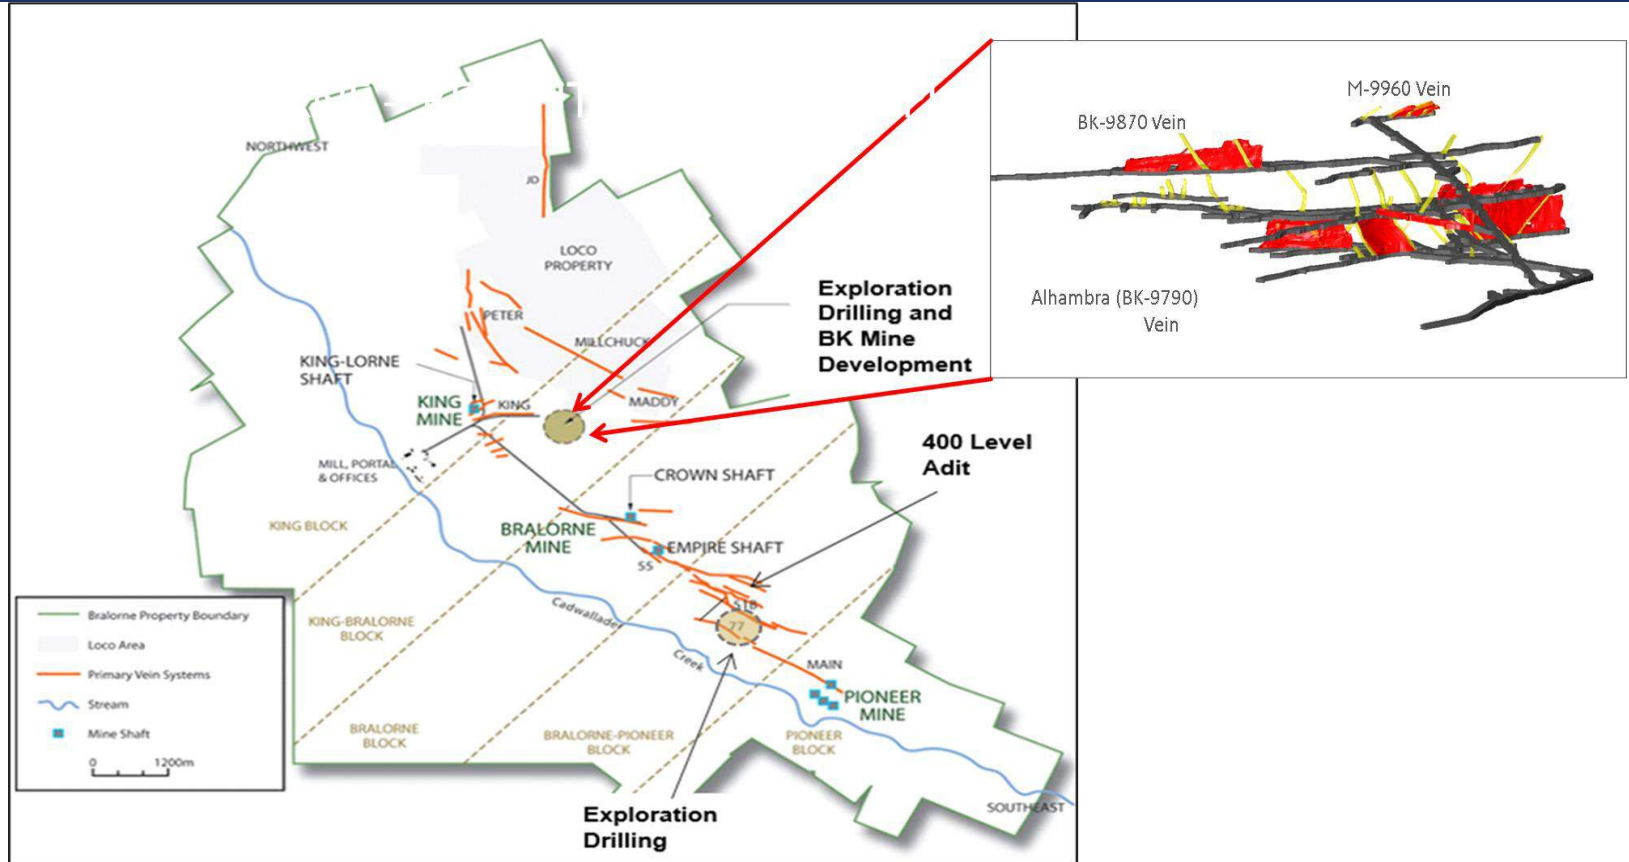 NORTHWEST
JD
LOCO
PROPERTY
PETER
MILLCHUCK
KING-LORNE
SHAFT
KING
MINE
KING
MADDY
MILL, PORTAL
& OFFICES
Exploration
Drilling and
BK Mine
Development
400 Level
Adit
CROWN SHAFT
KING BLOCK
BRALORNE
MINE
EMPIRE SHAFT
55
51B
77
Cadwallader
Creek
KING-BRALORNE
BLOCK
MAIN
PIONEER
MINE
BRALORNE
BLOCK
BRALORNE-PIONEER
BLOCK
PIONEER
BLOCK
SOUTHEAST
Exploration
Drilling
Bralorne Property Boundary
Loco Area
Primary Vein Systems
Stream
Mine Shaft
0 1200m
M-9960 Vein
BK-9870 Vein
Alhambra (BK-9790)
Vein